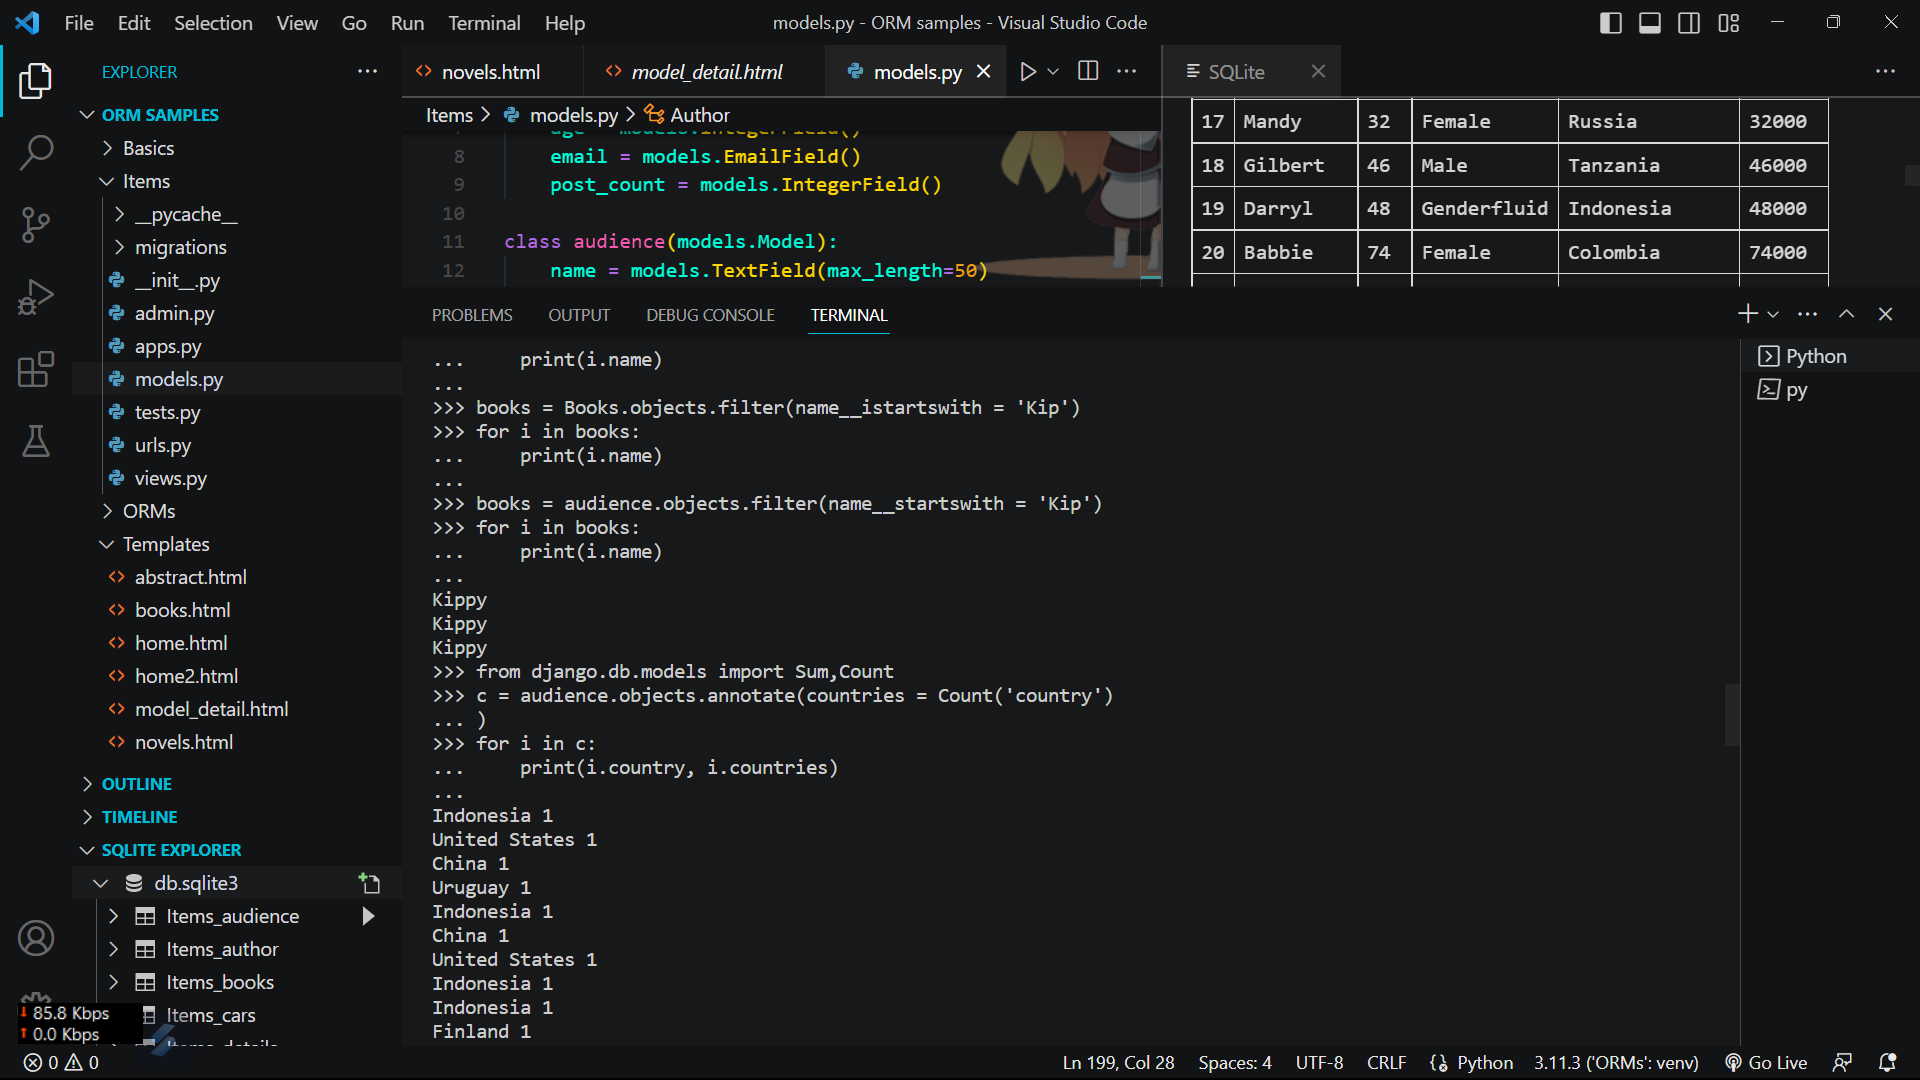 File Edit Selection View Go Run Terminal Help
models.py - ORM samples - Visual Studio Code
EXPLORER
ORM SAMPLES
Basics
Items
__pycache__
migrations
__init__.py
admin.py
apps.py
models.py
tests.py
urls.py
views.py
ORMs
Templates
abstract.html
books.html
home.html
home2.html
model_detail.html
novels.html
OUTLINE
TIMELINE
SQLITE EXPLORER
db.sqlite3
Items_audience
Items_author
Items_books
Items_cars
85.8 Kbps
0.0 Kbps
novels.html
model_detail.html
models.py
SQLite
Items > models.py > Author
8 email = models.EmailField()
9 post_count = models.IntegerField()
10
11 class audience(models.Model):
12 name = models.TextField(max_length=50)
17 Mandy 32 Female Russia 32000
18 Gilbert 46 Male Tanzania 46000
19 Darryl 48 Genderfluid Indonesia 48000
20 Babbie 74 Female Colombia 74000
PROBLEMS OUTPUT DEBUG CONSOLE TERMINAL
Python
py
...     print(i.name)
...
>>> books = Books.objects.filter(name__istartswith = 'Kip')
>>> for i in books:
...     print(i.name)
...
>>> books = audience.objects.filter(name__startswith = 'Kip')
>>> for i in books:
...     print(i.name)
...
Kippy
Kippy
Kippy
>>> from django.db.models import Sum,Count
>>> c = audience.objects.annotate(countries = Count('country')
... )
>>> for i in c:
...     print(i.country, i.countries)
...
Indonesia 1
United States 1
China 1
Uruguay 1
Indonesia 1
China 1
United States 1
Indonesia 1
Indonesia 1
Finland 1
0 0
Ln 199, Col 28 Spaces: 4 UTF-8 CRLF Python 3.11.3 ('ORMs': venv) Go Live